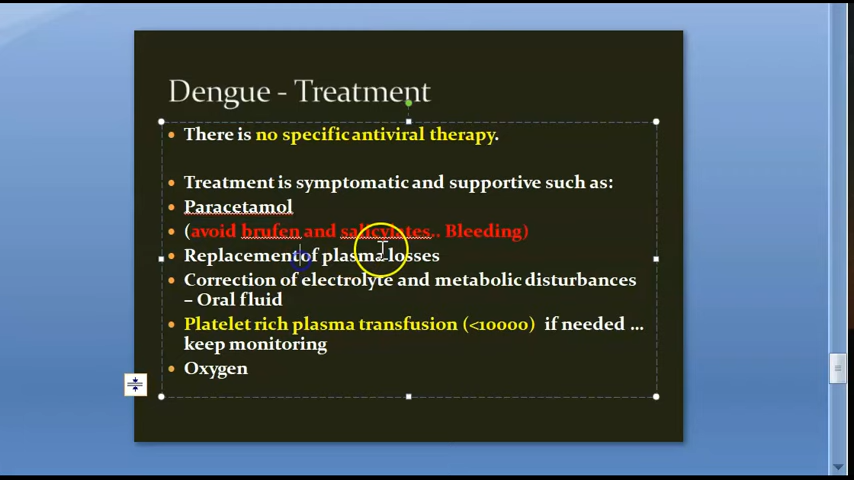 Dengue - Treatment
• There is no specific antiviral therapy.
• Treatment is symptomatic and supportive such as:
• Paracetamol
• (avoid brufen and salicylates.. Bleeding)
• Replacement of plasma losses
• Correction of electrolyte and metabolic disturbances
– Oral fluid
• Platelet rich plasma transfusion (<10000) if needed ...
keep monitoring
• Oxygen